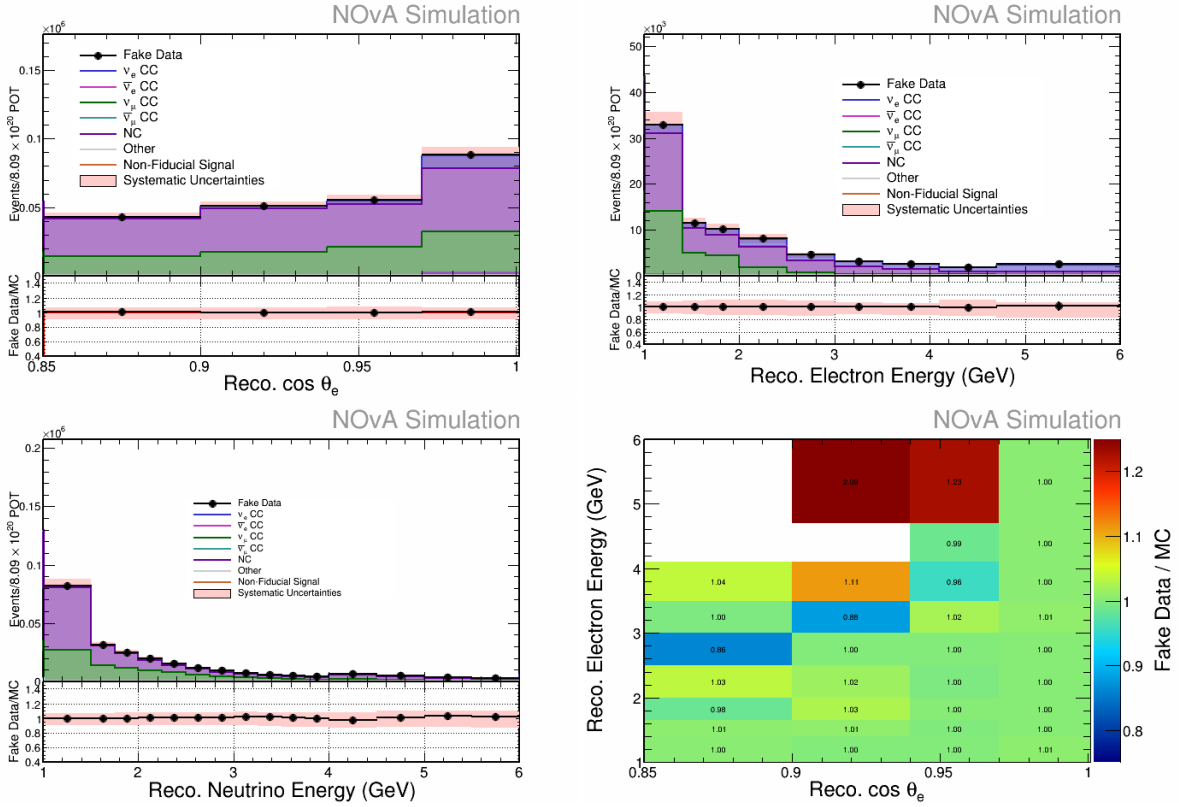 NOvA Simulation
×10⁶
Events/8.09 × 10²⁰ POT
0.15
0.1
0.05
0
Fake Data
νe CC
ν̄e CC
νμ CC
ν̄μ CC
NC
Other
Non-Fiducial Signal
Systematic Uncertainties
Fake Data/MC
1.4
1.2
1
0.8
0.6
0.4
0.85 0.9 0.95 1
Reco. cos θe
NOvA Simulation
×10³
Events/8.09 × 10²⁰ POT
50
40
30
20
10
0
Fake Data
νe CC
ν̄e CC
νμ CC
ν̄μ CC
NC
Other
Non-Fiducial Signal
Systematic Uncertainties
Fake Data/MC
1.4
1.2
1
0.8
0.6
0.4
1 2 3 4 5 6
Reco. Electron Energy (GeV)
NOvA Simulation
×10⁶
Events/8.09 × 10²⁰ POT
0.2
0.15
0.1
0.05
0
Fake Data
νe CC
ν̄e CC
νμ CC
ν̄μ CC
NC
Other
Non-Fiducial Signal
Systematic Uncertainties
Fake Data/MC
1.4
1.2
1
0.8
0.6
0.4
1 2 3 4 5 6
Reco. Neutrino Energy (GeV)
NOvA Simulation
Reco. Electron Energy (GeV)
6
5
4
3
2
1
1.23 1.00
0.99 1.00
1.04 1.11 0.96 1.00
1.00 0.88 1.02 1.01
0.86 1.00 1.00 1.00
1.03 1.02 1.00 1.00
0.98 1.03 1.00 1.00
1.01 1.01 1.00 1.00
1.00 1.00 1.00 1.01
0.85 0.9 0.95 1
Reco. cos θe
1.2
1.1
1
0.9
0.8
Fake Data / MC